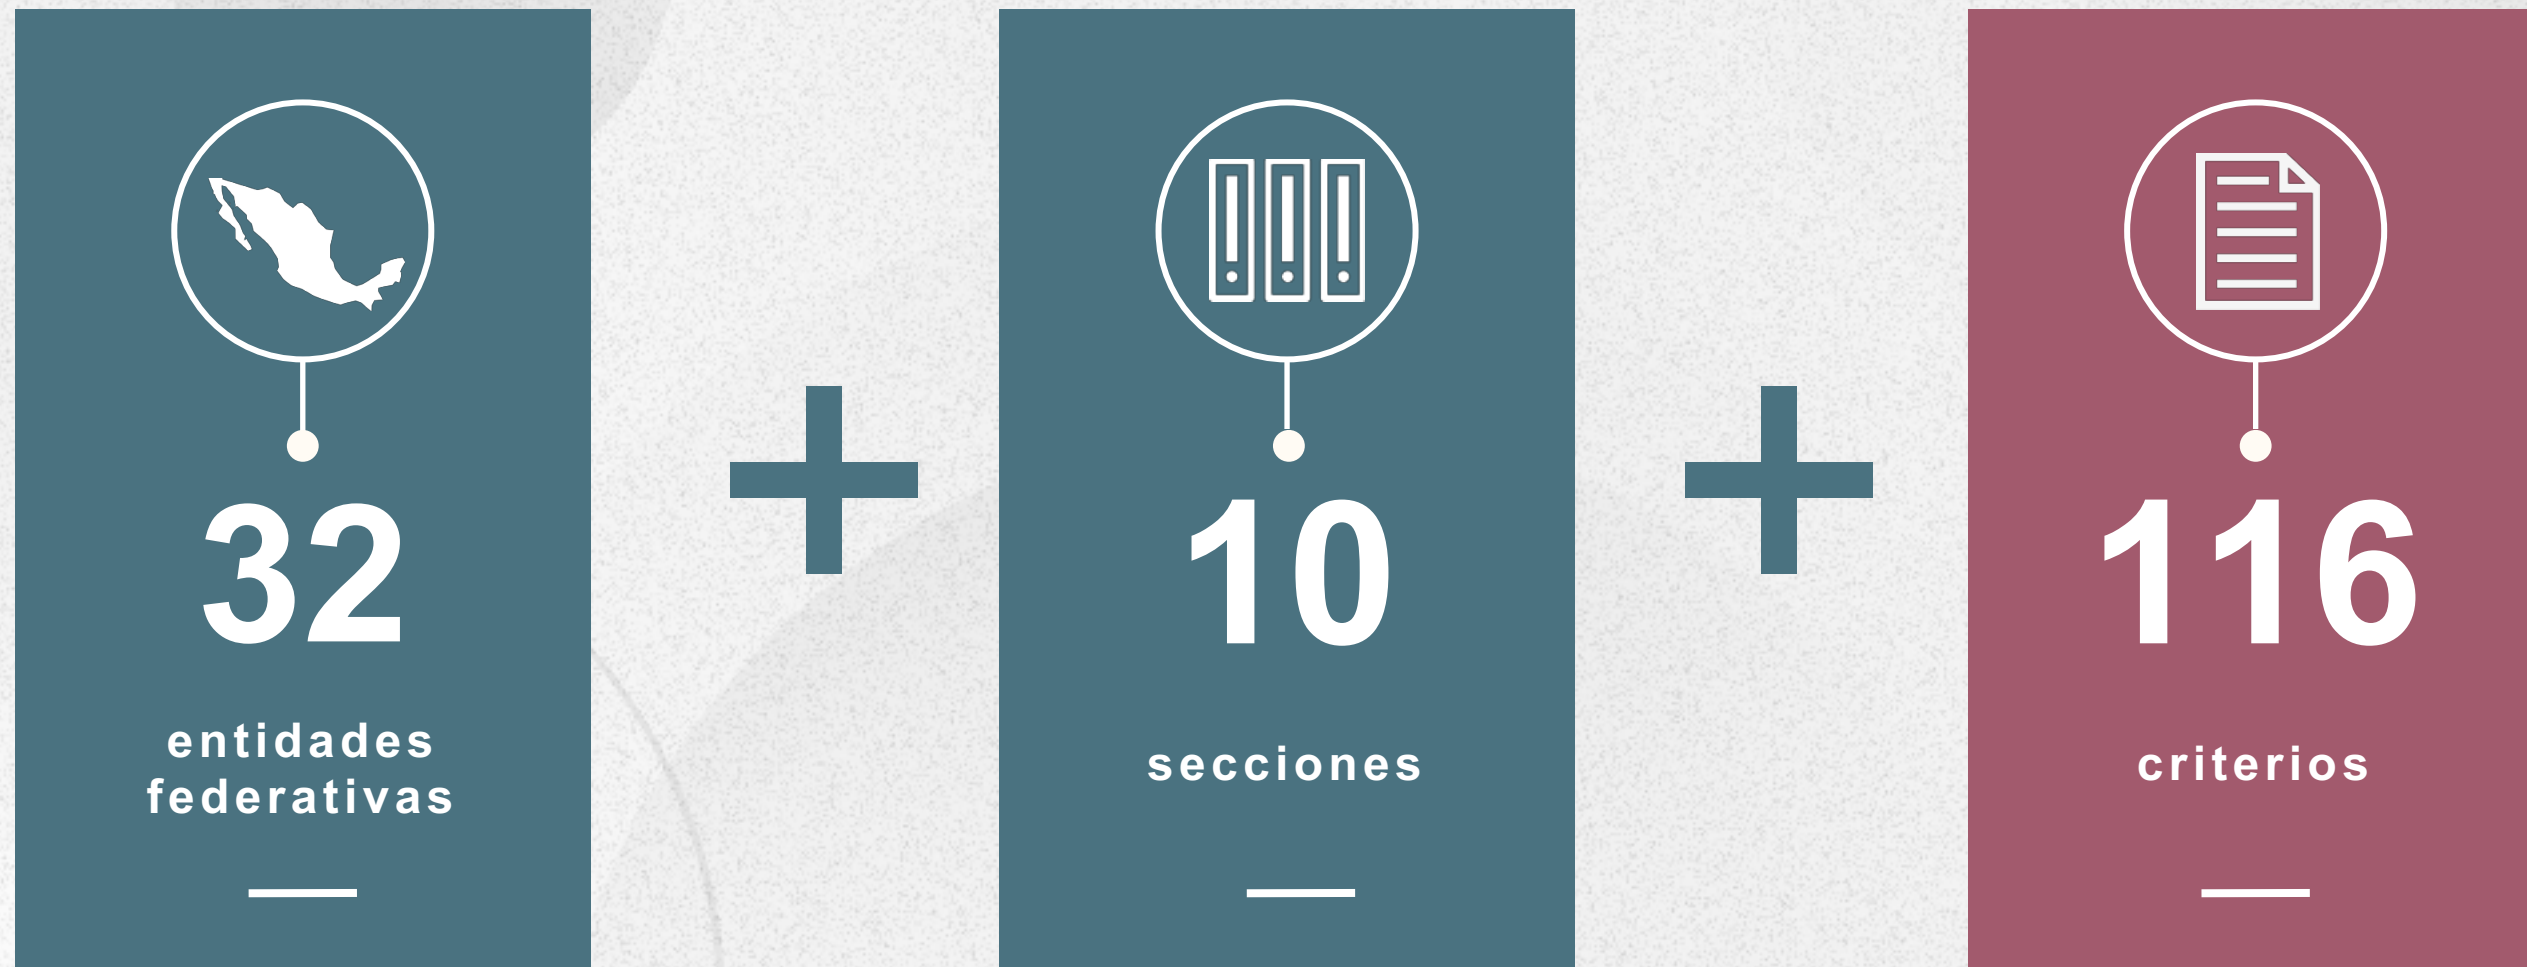 32
entidades
federativas
10
secciones
116
criterios